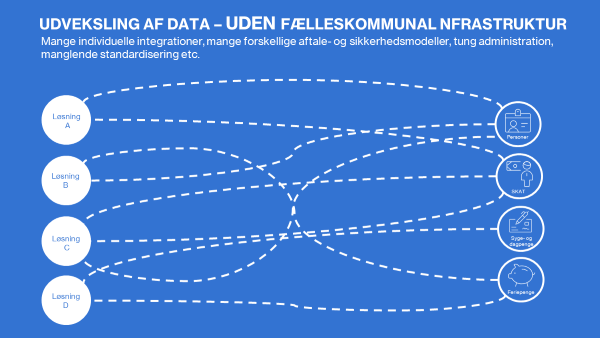 UDVEKSLING AF DATA – UDEN FÆLLESKOMMUNAL NFRASTRUKTUR
Mange individuelle integrationer, mange forskellige aftale- og sikkerhedsmodeller, tung administration,
manglende standardisering etc.
Løsning
A
Personer
Løsning
B
SKAT
Løsning
C
Syge- og
dagpenge
Løsning
D
Feriepenge